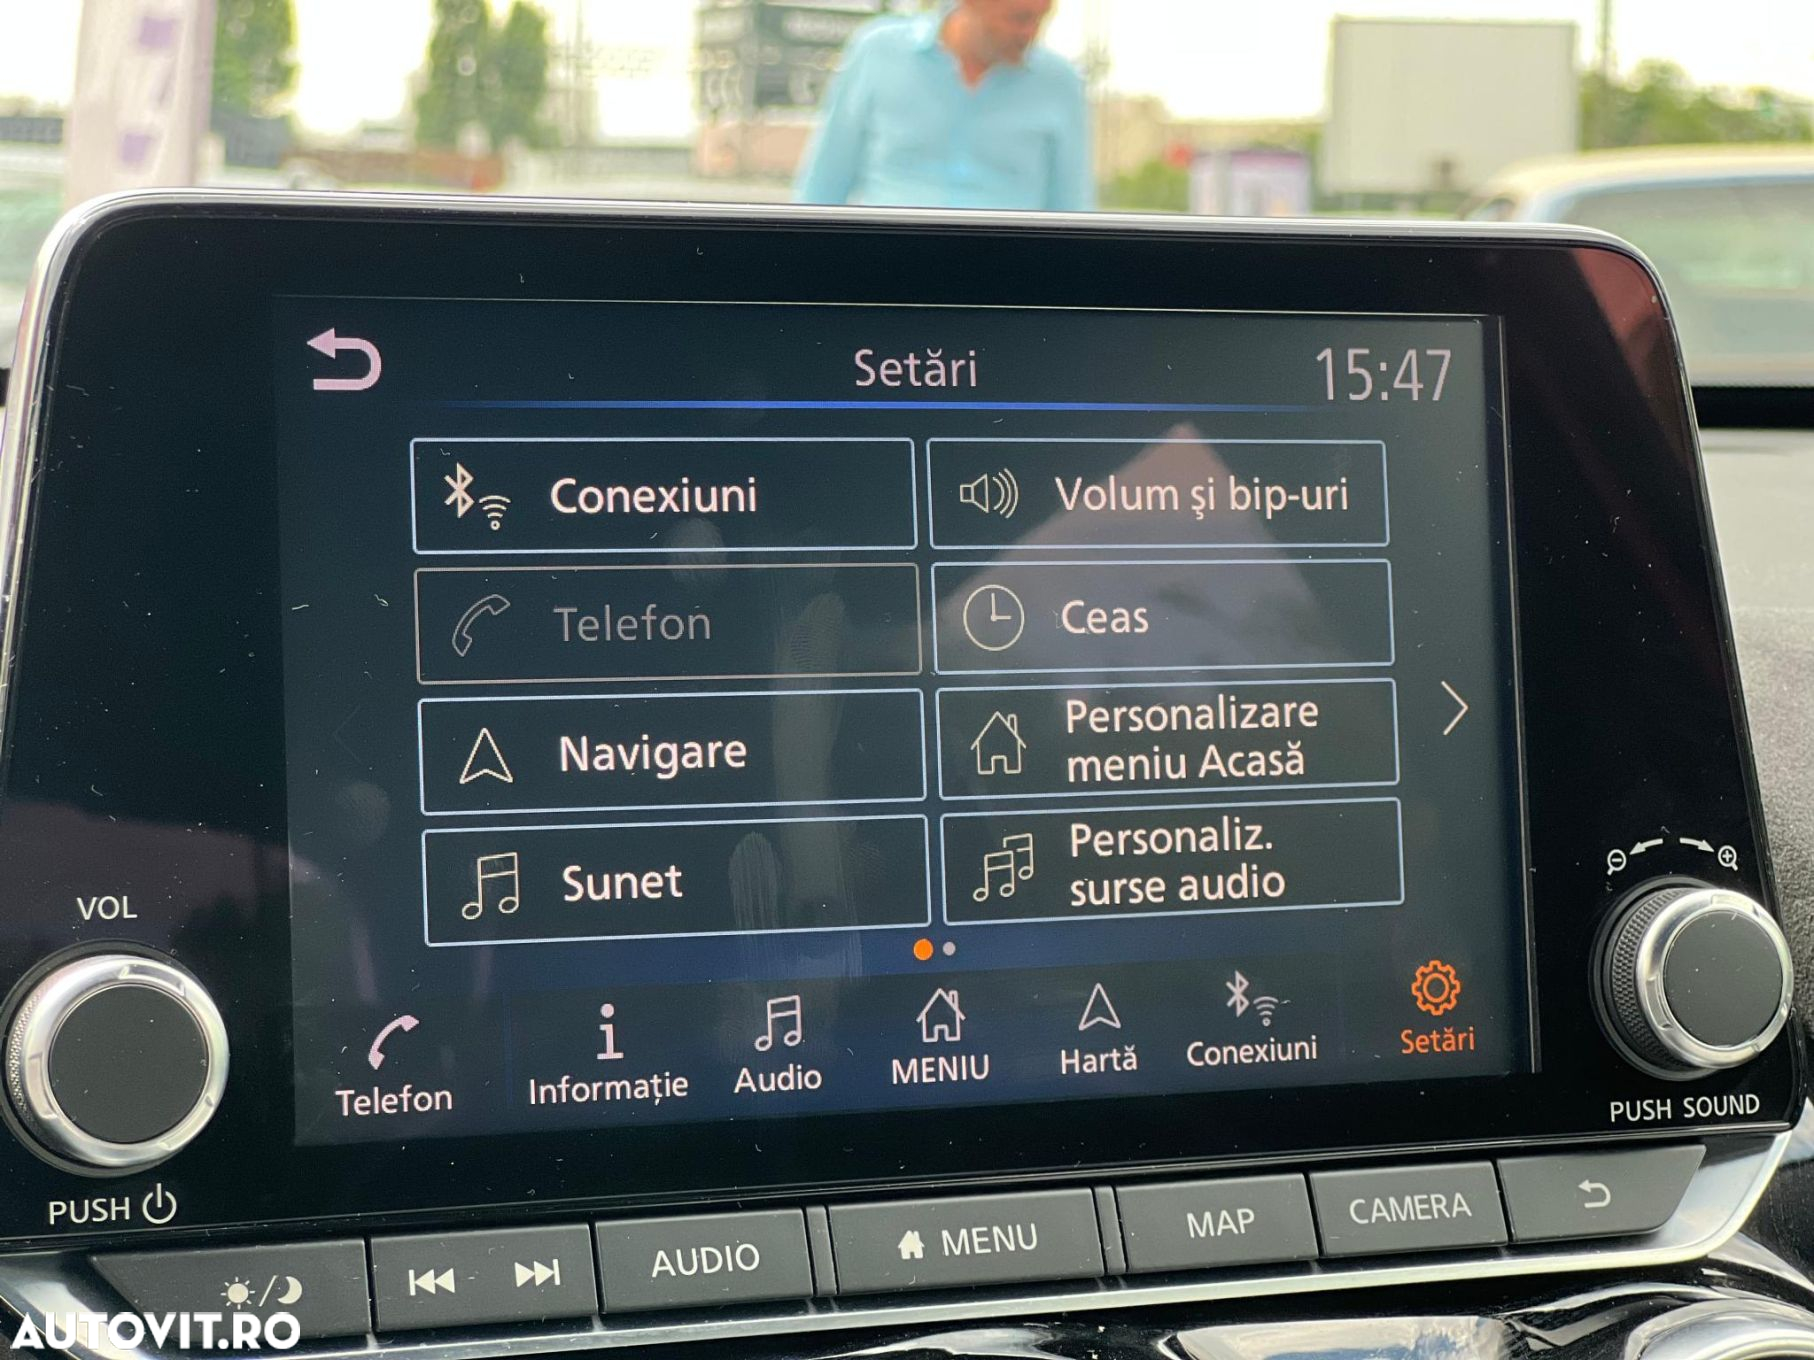 Setări
15:47
Conexiuni
Volum şi bip-uri
Telefon
Ceas
Navigare
Personalizare
meniu Acasă
Sunet
Personaliz.
surse audio
Telefon
Informație
Audio
MENIU
Hartă
Conexiuni
Setări
VOL
PUSH
PUSH SOUND
AUDIO
MENU
MAP
CAMERA
AUTOVIT.RO